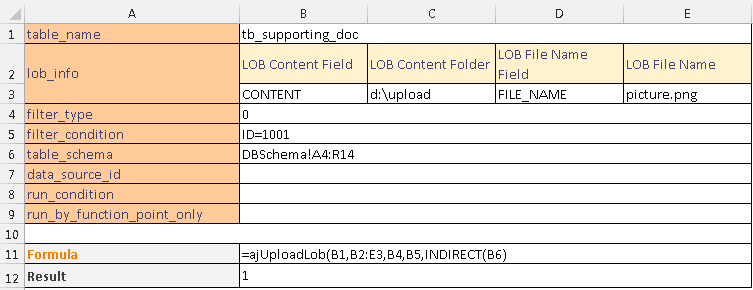 A B C D E
1 table_name tb_supporting_doc
2 lob_info LOB Content Field LOB Content Folder LOB File Name Field LOB File Name
3 CONTENT d:\upload FILE_NAME picture.png
4 filter_type 0
5 filter_condition ID=1001
6 table_schema DBSchema!A4:R14
7 data_source_id
8 run_condition
9 run_by_function_point_only
10
11 Formula =ajUploadLob(B1,B2:E3,B4,B5,INDIRECT(B6)
12 Result 1